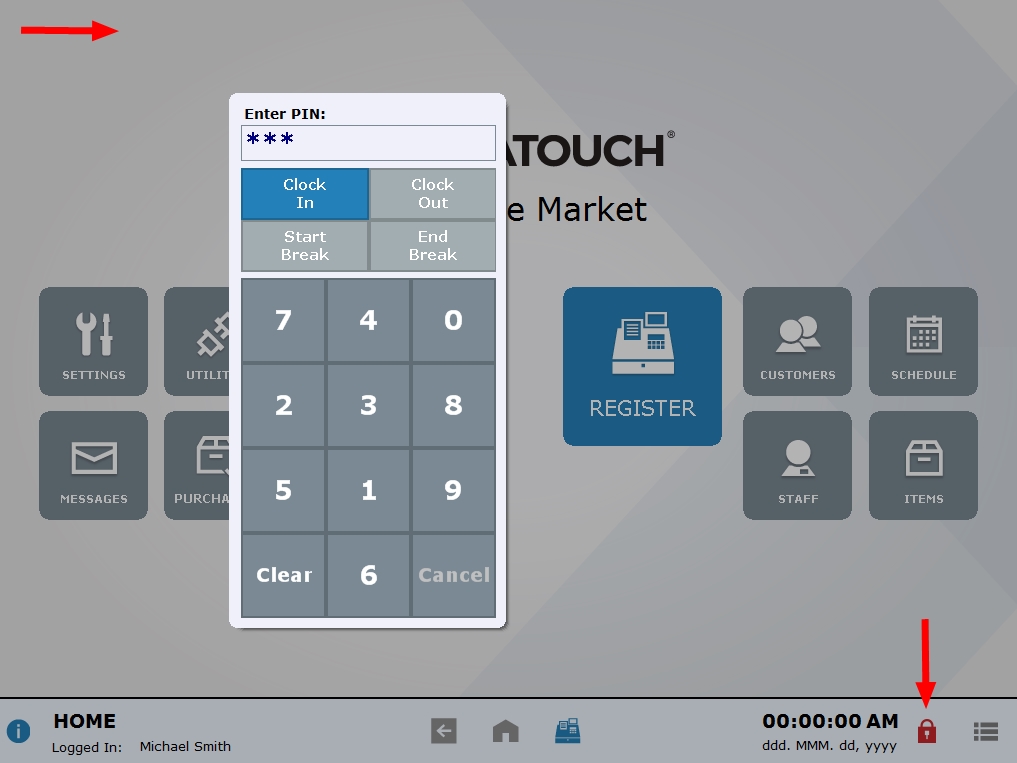 Enter PIN:
***
Clock
In
Clock
Out
Start
Break
End
Break
7 4 0
2 3 8
5 1 9
Clear 6 Cancel
ATOUCH®
e Market
SETTINGS
UTILIT
MESSAGES
PURCHA
REGISTER
CUSTOMERS
SCHEDULE
STAFF
ITEMS
HOME
Logged In: Michael Smith
00:00:00 AM
ddd. MMM. dd, yyyy